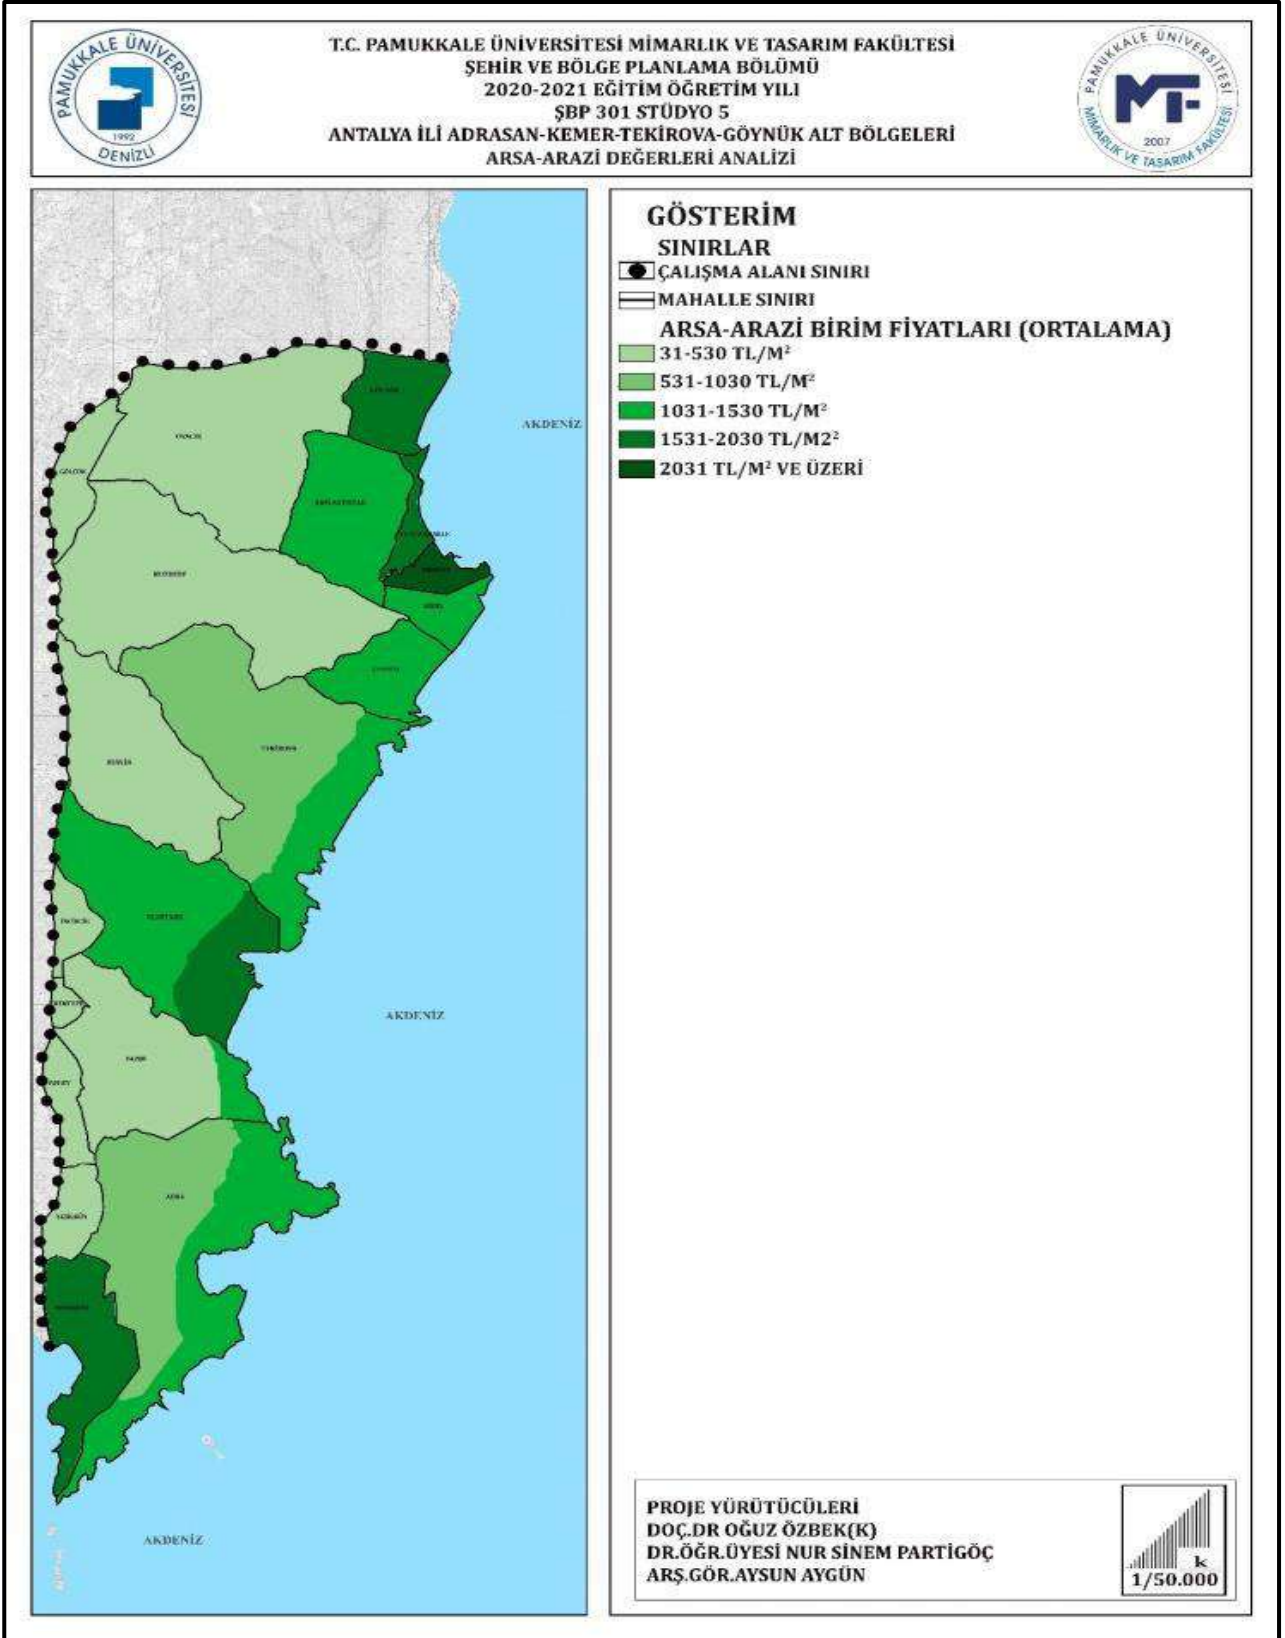 PAMUKKALE ÜNİVERSİTESİ
1992
DENİZLİ
T.C. PAMUKKALE ÜNİVERSİTESİ MİMARLIK VE TASARIM FAKÜLTESİ
ŞEHİR VE BÖLGE PLANLAMA BÖLÜMÜ
2020-2021 EĞİTİM ÖĞRETİM YILI
ŞBP 301 STÜDYO 5
ANTALYA İLİ ADRASAN-KEMER-TEKİROVA-GÖYNÜK ALT BÖLGELERİ
ARSA-ARAZİ DEĞERLERİ ANALİZİ
PAMUKKALE ÜNİVERSİTESİ
MF
2007
MİMARLIK VE TASARIM FAKÜLTESİ
GÖSTERİM
SINIRLAR
ÇALIŞMA ALANI SINIRI
MAHALLE SINIRI
ARSA-ARAZİ BİRİM FİYATLARI (ORTALAMA)
31-530 TL/M²
531-1030 TL/M²
1031-1530 TL/M²
1531-2030 TL/M2²
2031 TL/M² VE ÜZERİ
AKDENİZ
OVACIK
GÖLCÜK
TEKİROVA
AKDENİZ
AKDENİZ
PROJE YÜRÜTÜCÜLERİ
DOÇ.DR OĞUZ ÖZBEK(K)
DR.ÖĞR.ÜYESİ NUR SİNEM PARTİGÖÇ
ARŞ.GÖR.AYSUN AYGÜN
k
1/50.000